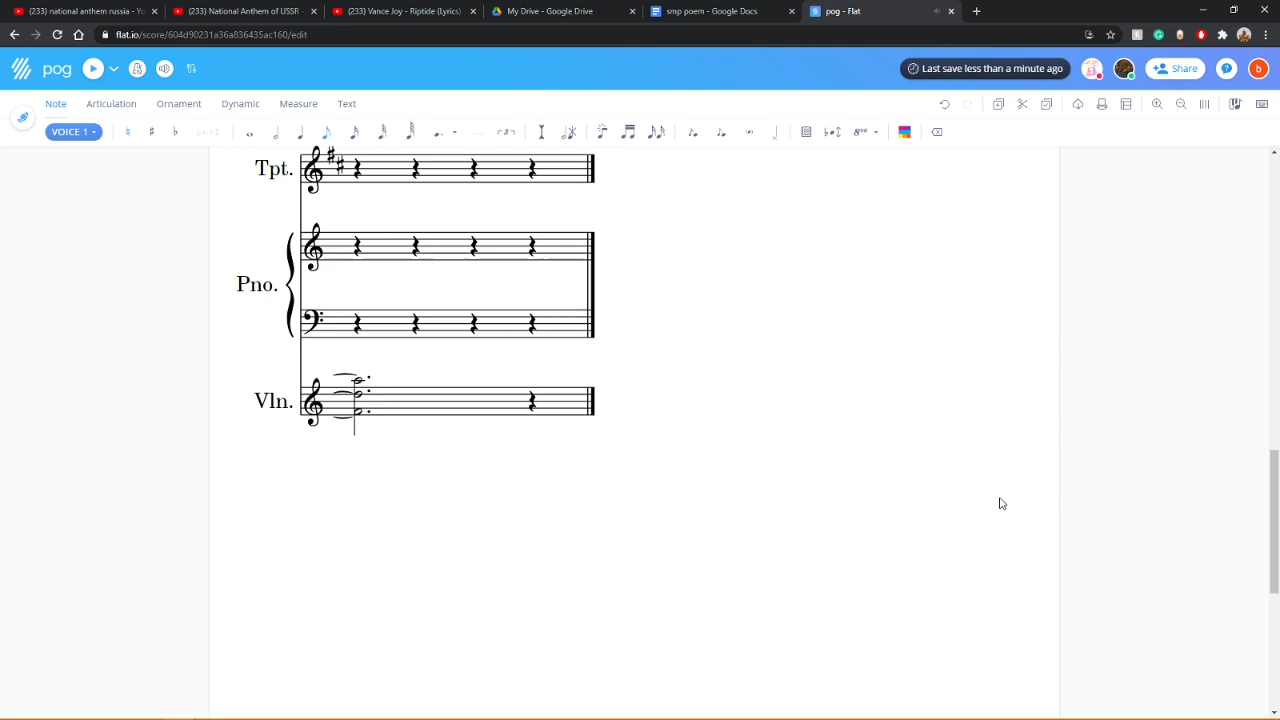 (233) national anthem russia - Yo
(233) National Anthem of USSR -
(233) Vance Joy - Riptide (Lyrics)
My Drive - Google Drive
smp poem - Google Docs
pog - Flat
flat.io/score/604d90231a36a836435ac160/edit
pog
Last save less than a minute ago
Share
b
Note Articulation Ornament Dynamic Measure Text
VOICE 1
Tpt.
Pno.
Vln.